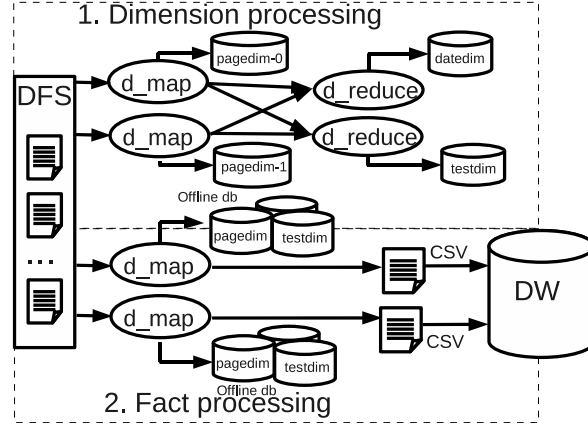 1. Dimension processing
pagedim-0
datedim
DFS
d_map
d_reduce
d_map
d_reduce
pagedim-1
testdim
Offline db
pagedim
testdim
CSV
d_map
DW
d_map
CSV
pagedim
testdim
Offline db
2. Fact processing
...